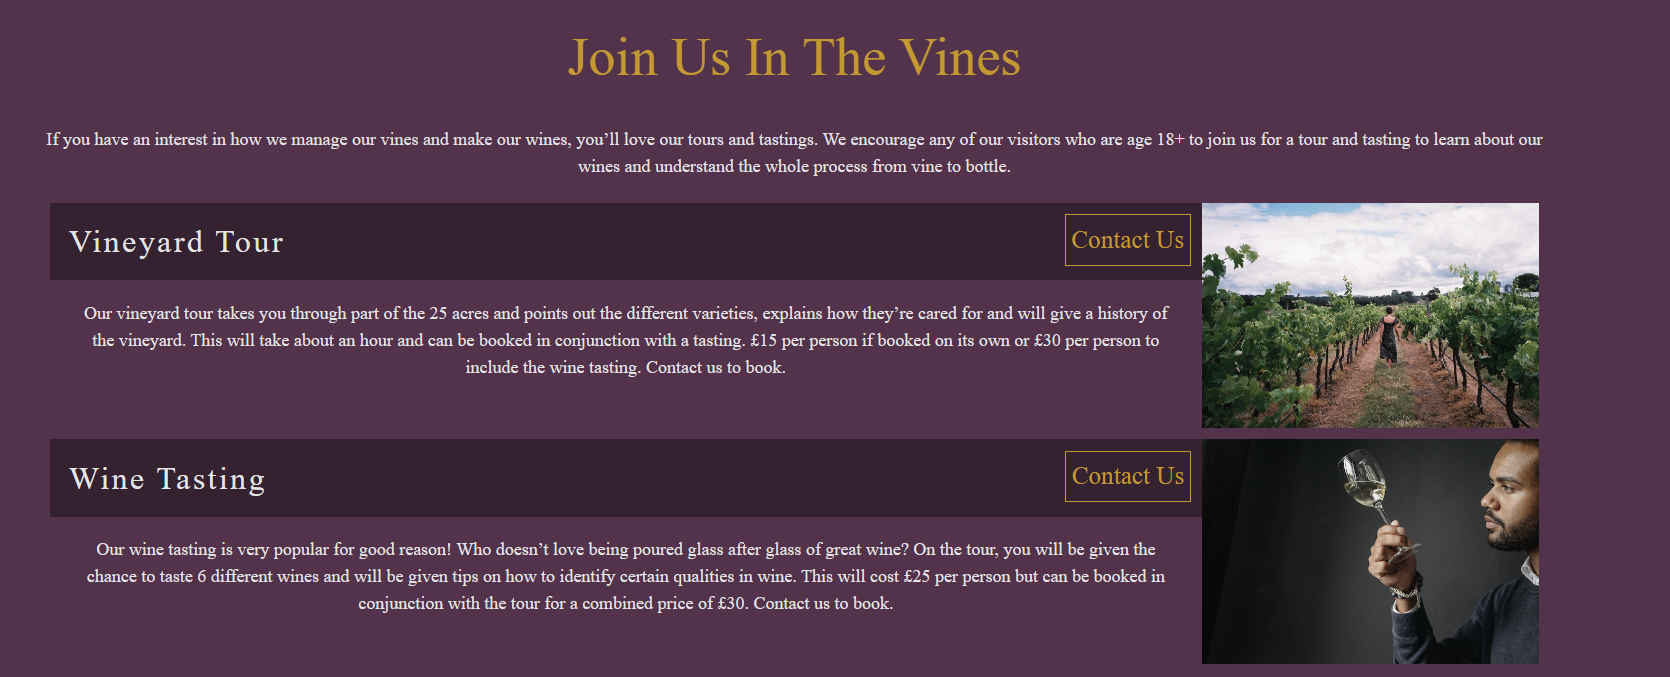 Join Us In The Vines
If you have an interest in how we manage our vines and make our wines, you’ll love our tours and tastings. We encourage any of our visitors who are age 18+ to join us for a tour and tasting to learn about our
wines and understand the whole process from vine to bottle.
Vineyard Tour
Contact Us
Our vineyard tour takes you through part of the 25 acres and points out the different varieties, explains how they’re cared for and will give a history of
the vineyard. This will take about an hour and can be booked in conjunction with a tasting. £15 per person if booked on its own or £30 per person to
include the wine tasting. Contact us to book.
Wine Tasting
Contact Us
Our wine tasting is very popular for good reason! Who doesn’t love being poured glass after glass of great wine? On the tour, you will be given the
chance to taste 6 different wines and will be given tips on how to identify certain qualities in wine. This will cost £25 per person but can be booked in
conjunction with the tour for a combined price of £30. Contact us to book.